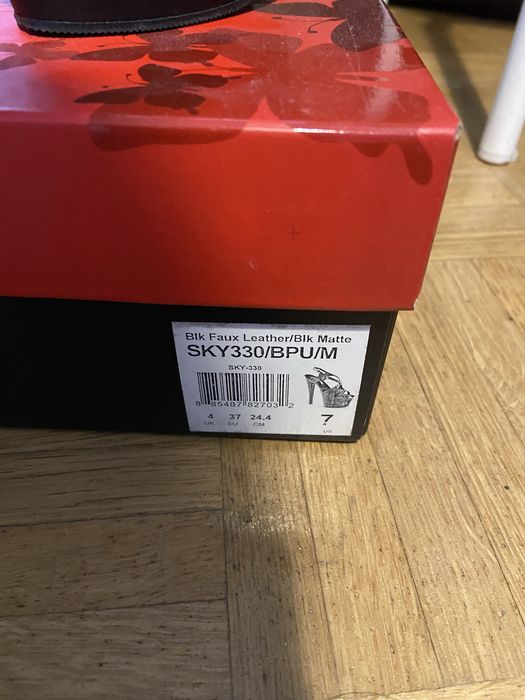 Blk Faux Leather/Blk Matte
SKY330/BPU/M
SKY-330
8 85487 82703 2
4 37 24.4 7
UK EU CM US